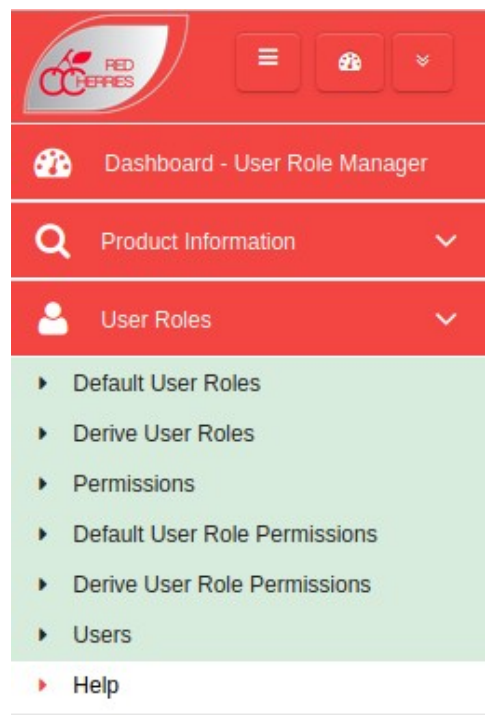 RED
CHERRIES
Dashboard - User Role Manager
Product Information
User Roles
Default User Roles
Derive User Roles
Permissions
Default User Role Permissions
Derive User Role Permissions
Users
Help